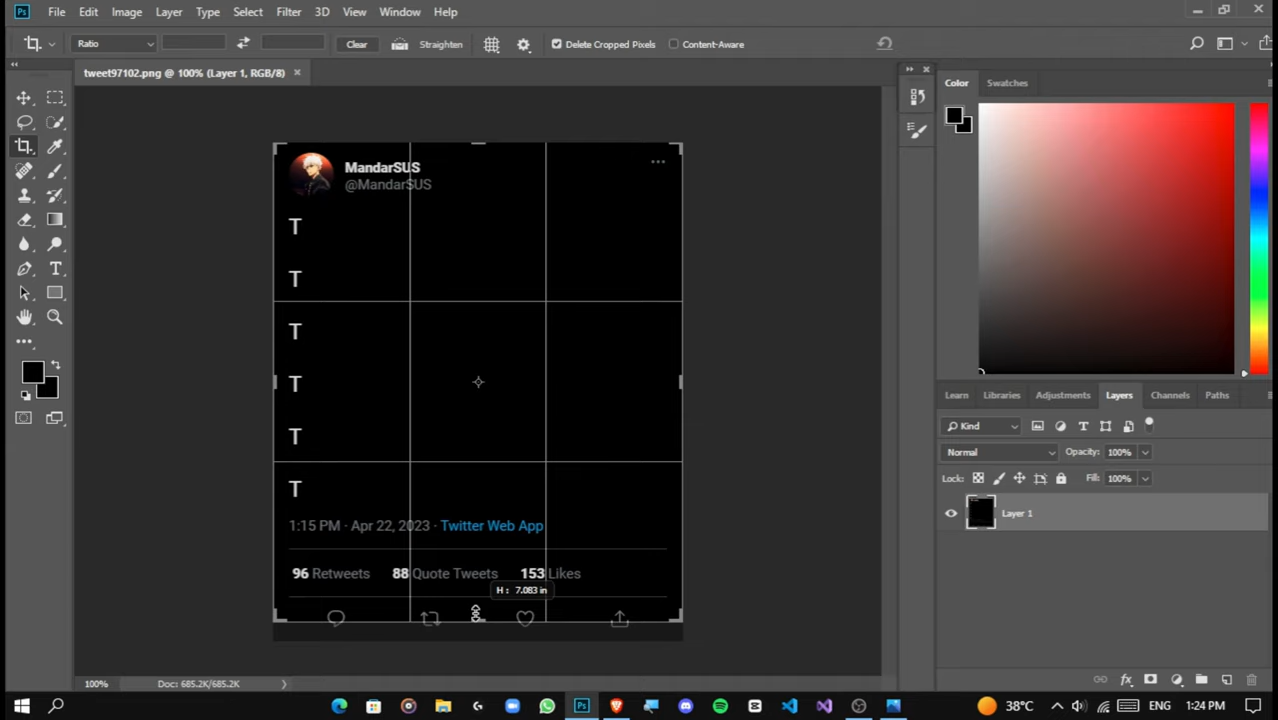 Ps File Edit Image Layer Type Select Filter 3D View Window Help
Ratio Clear Straighten Delete Cropped Pixels Content-Aware
tweet97102.png @ 100% (Layer 1, RGB/8)
Color Swatches
MandarSUS
@MandarSUS
T
T
T
T
T
T
1:15 PM · Apr 22, 2023 · Twitter Web App
96 Retweets 88 Quote Tweets 153 Likes
H: 7.083 in
Learn Libraries Adjustments Layers Channels Paths
Kind
Normal Opacity: 100%
Lock: Fill: 100%
Layer 1
100% Doc: 685.2K/685.2K
Ps 38°C ENG 1:24 PM